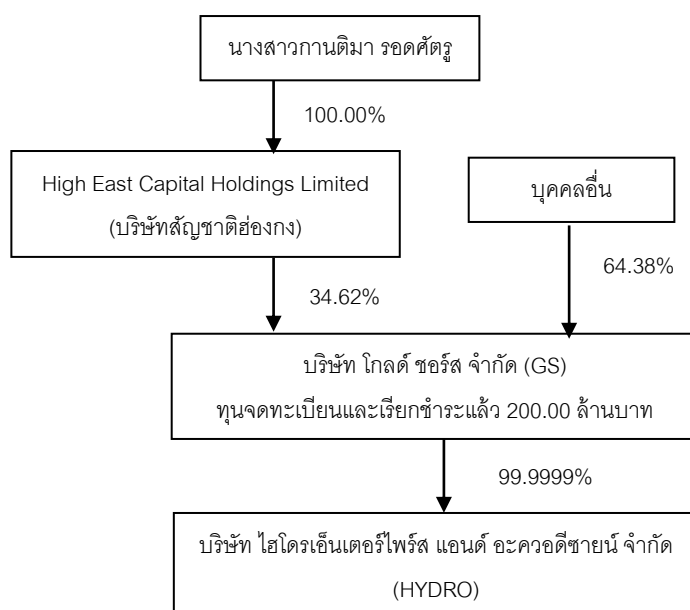 นางสาวกานติมา รอดศัตรู
100.00%
High East Capital Holdings Limited
(บริษัทสัญชาติฮ่องกง)
บุคคลอื่น
34.62%
64.38%
บริษัท โกลด์ ชอร์ส จำกัด (GS)
ทุนจดทะเบียนและเรียกชำระแล้ว 200.00 ล้านบาท
99.9999%
บริษัท ไฮโดรเอ็นเตอร์ไพร์ส แอนด์ อะควอดีซายน์ จำกัด
(HYDRO)